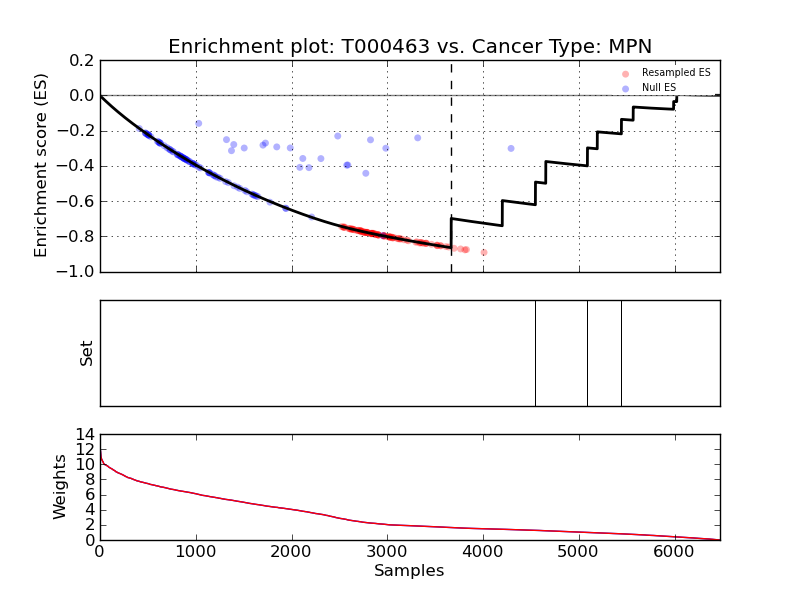 Enrichment plot: T000463 vs. Cancer Type: MPN
0.2
0.0
−0.2
−0.4
−0.6
−0.8
−1.0
Enrichment score (ES)
Resampled ES
Null ES
Set
14
12
10
8
6
4
2
0
Weights
0 1000 2000 3000 4000 5000 6000
Samples